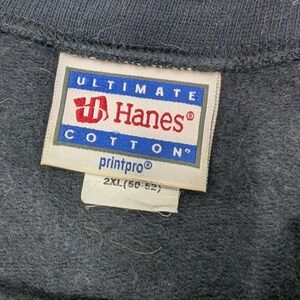 ULTIMATE
Hanes®
COTTON®
printpro®
2XL (50-52)